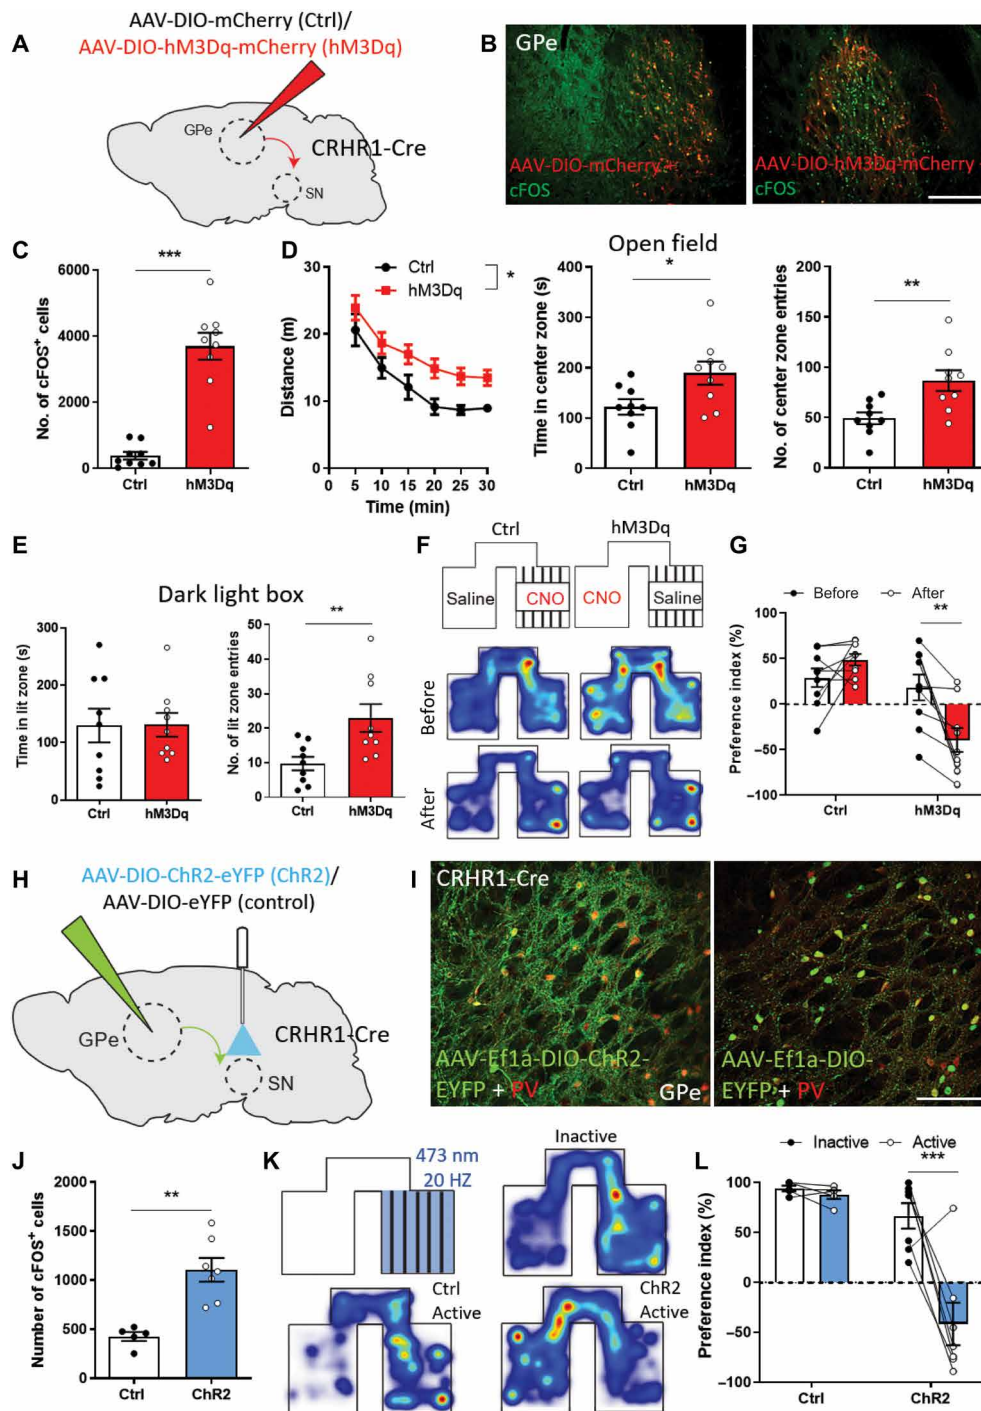 AAV-DIO-mCherry (Ctrl)/
A
AAV-DIO-hM3Dq-mCherry (hM3Dq)
GPe
CRHR1-Cre
SN
B
GPe
AAV-DIO-mCherry +
cFOS
AAV-DIO-hM3Dq-mCherry
cFOS
C
***
No. of cFOS+ cells
6000
4000
2000
0
Ctrl
hM3Dq
D
Open field
Ctrl
hM3Dq
*
Distance (m)
30
20
10
0
0 5 10 15 20 25 30
Time (min)
*
Time in center zone (s)
400
300
200
100
0
Ctrl
hM3Dq
**
No. of center zone entries
200
150
100
50
0
Ctrl
hM3Dq
E
Dark light box
Time in lit zone (s)
300
200
100
0
Ctrl
hM3Dq
**
No. of lit zone entries
50
40
30
20
10
0
Ctrl
hM3Dq
F
Ctrl
hM3Dq
Saline
CNO
CNO
Saline
Before
After
G
Before
After
**
Preference index (%)
100
50
0
−50
−100
Ctrl
hM3Dq
H
AAV-DIO-ChR2-eYFP (ChR2)/
AAV-DIO-eYFP (control)
GPe
CRHR1-Cre
SN
I
CRHR1-Cre
AAV-Ef1a-DIO-ChR2-
EYFP + PV
GPe
AAV-Ef1a-DIO-
EYFP + PV
J
**
Number of cFOS+ cells
2000
1500
1000
500
0
Ctrl
ChR2
K
473 nm
20 HZ
Inactive
Ctrl
Active
ChR2
Active
L
Inactive
Active
***
Preference index (%)
100
50
0
−50
−100
Ctrl
ChR2